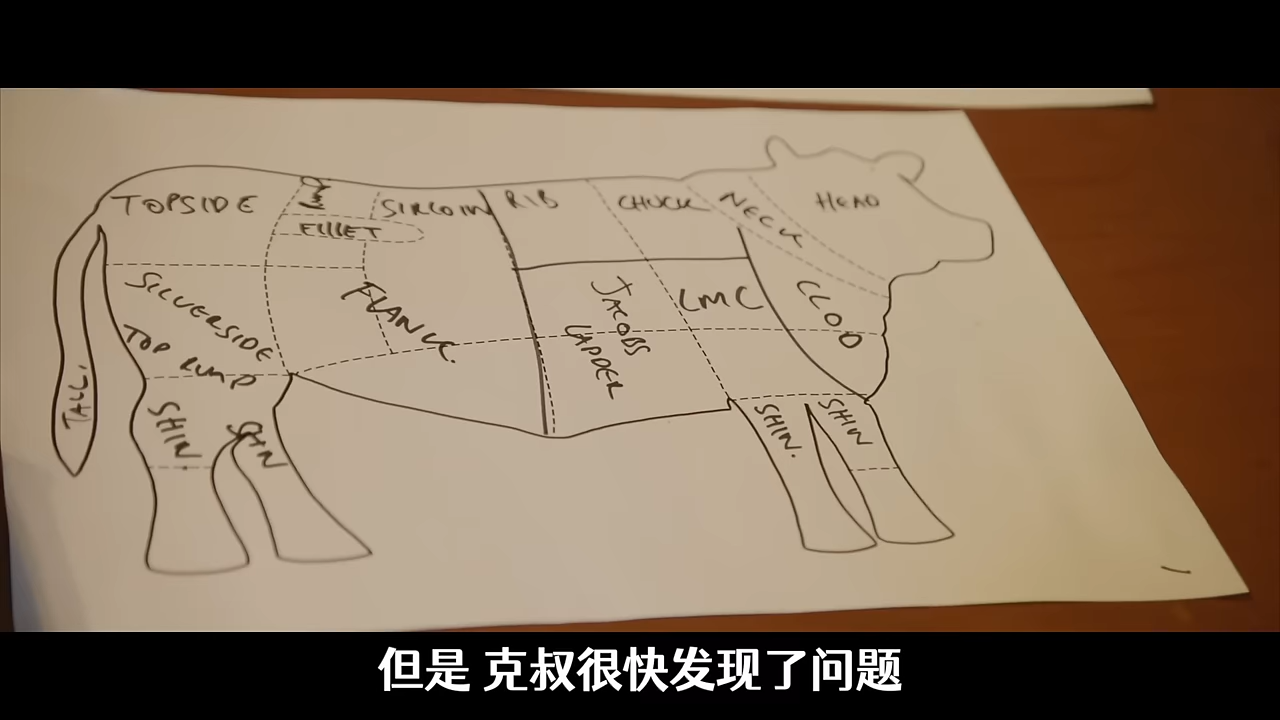 TOPSIDE
SIRLOIN
RIB
CHUCK
NECK
HEAD
FILLET
SILVERSIDE
TOP RUMP
FLANK
JACOBS
LADDER
LMC
CLOD
TAIL
SHIN.
SHIN
SHIN.
SHIN
但是 克叔很快发现了问题